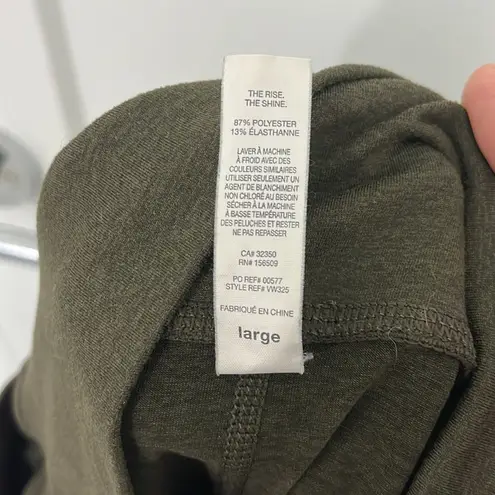 THE RISE.
THE SHINE.
87% POLYESTER
13% ÉLASTHANNE
LAVER À MACHINE
À FROID AVEC DES
COULEURS SIMILAIRES
UTILISER SEULEMENT UN
AGENT DE BLANCHIMENT
NON CHLORÉ AU BESOIN
SÉCHER À LA MACHINE
À BASSE TEMPÉRATURE
DES PELUCHES ET RESTER
NE PAS REPASSER
CA# 32350
RN# 156509
PO REF# 00577
STYLE REF# VW325
FABRIQUÉ EN CHINE
large